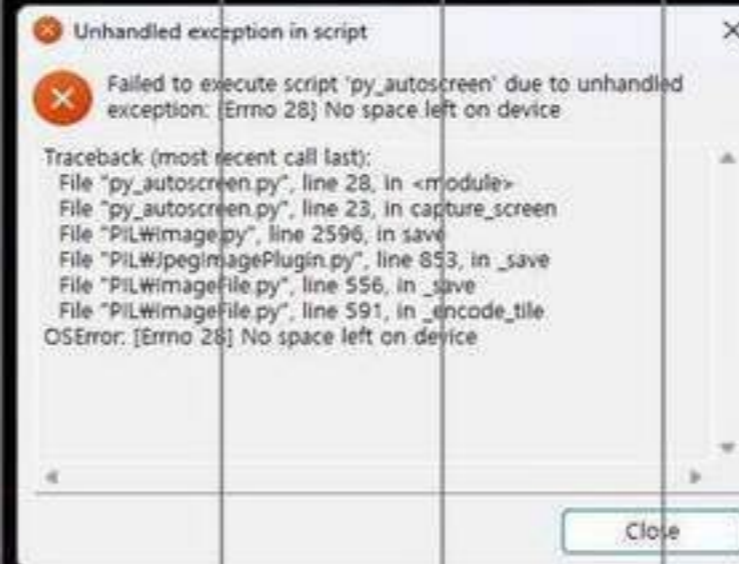 Unhandled exception in script
Failed to execute script 'py_autoscreen' due to unhandled
exception: [Errno 28] No space left on device
Traceback (most recent call last):
File "py_autoscreen.py", line 28, in <module>
File "py_autoscreen.py", line 23, in capture_screen
File "PIL₩Image.py", line 2596, in save
File "PIL₩JpegImagePlugin.py", line 853, in _save
File "PIL₩ImageFile.py", line 556, in _save
File "PIL₩ImageFile.py", line 591, in _encode_tile
OSError: [Errno 28] No space left on device
Close